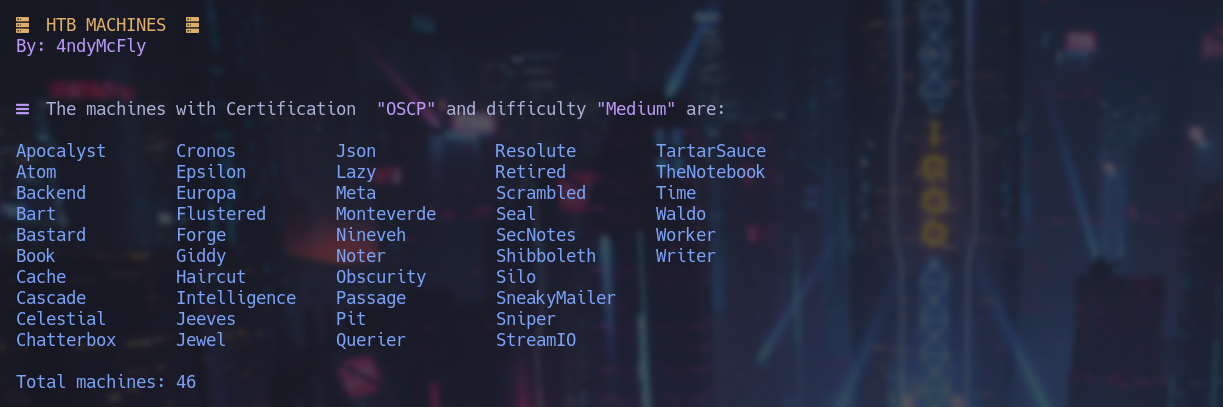 HTB MACHINES
By: 4ndyMcFly
The machines with Certification "OSCP" and difficulty "Medium" are:
Apocalyst Cronos Json Resolute TartarSauce
Atom Epsilon Lazy Retired TheNotebook
Backend Europa Meta Scrambled Time
Bart Flustered Monteverde Seal Waldo
Bastard Forge Nineveh SecNotes Worker
Book Giddy Noter Shibboleth Writer
Cache Haircut Obscurity Silo
Cascade Intelligence Passage SneakyMailer
Celestial Jeeves Pit Sniper
Chatterbox Jewel Querier StreamIO
Total machines: 46